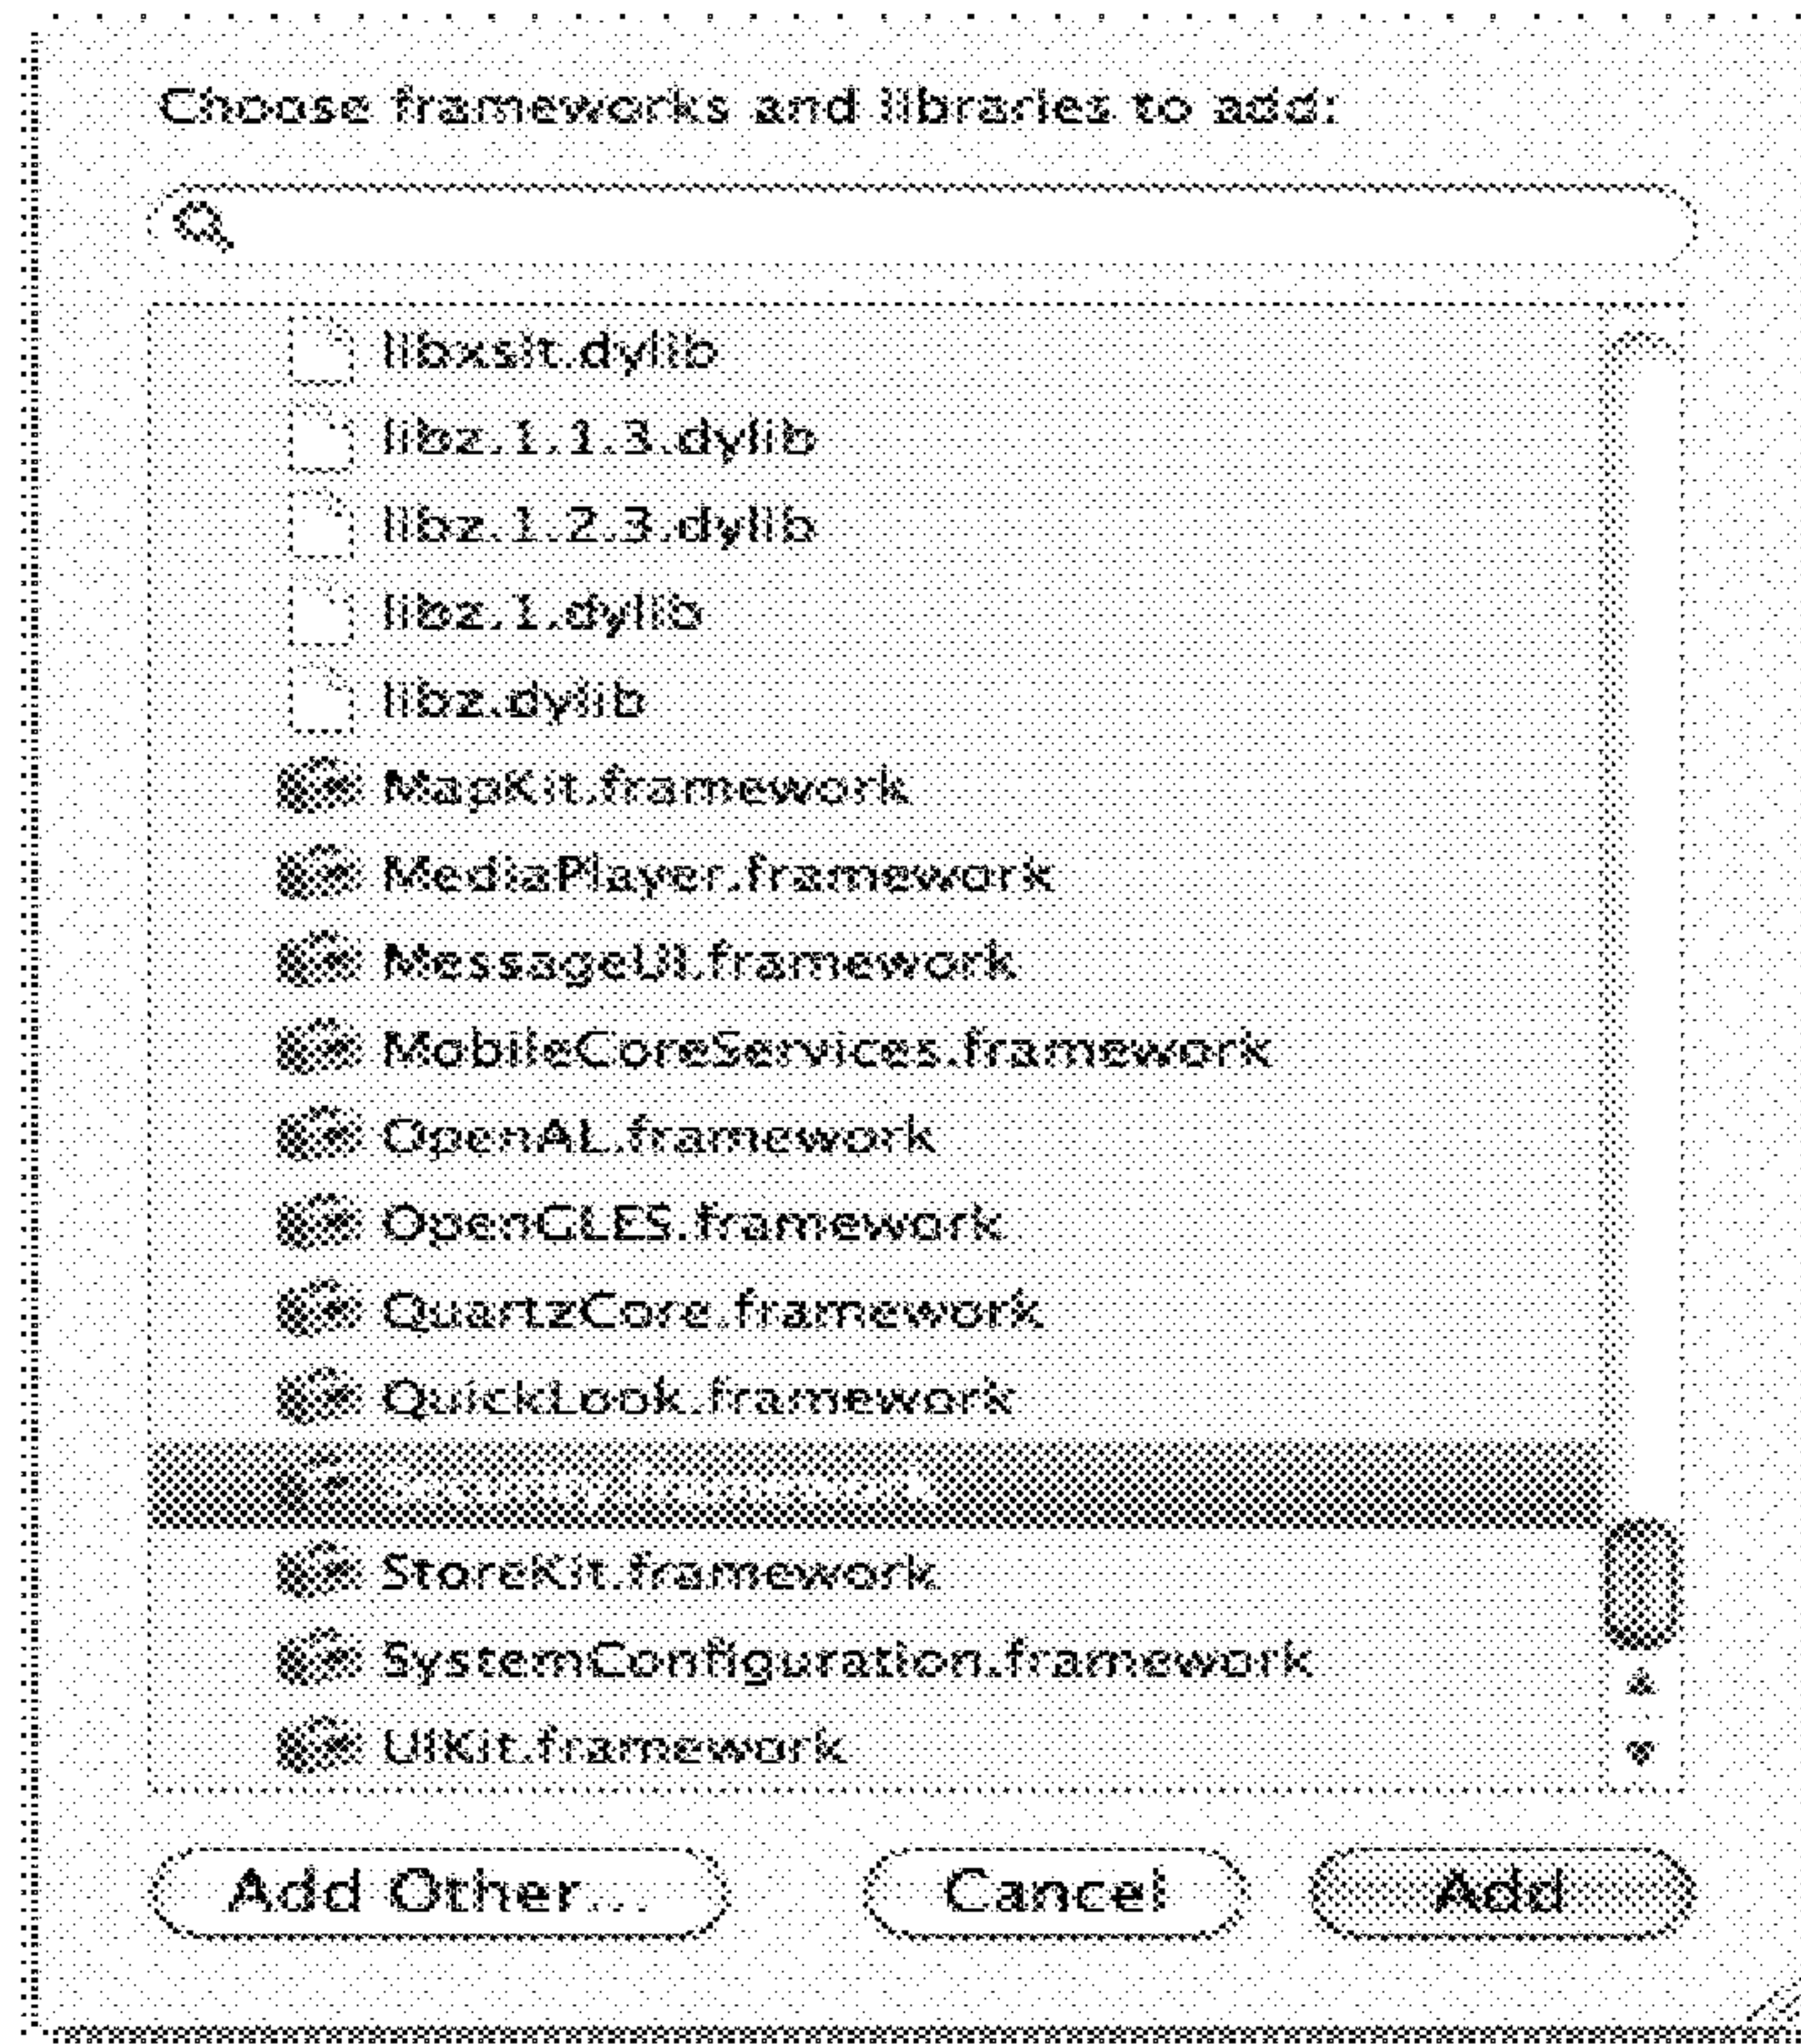 Choose frameworks and libraries to add:
libxslt.dylib
libz.1.1.3.dylib
libz.1.2.3.dylib
libz.1.dylib
libz.dylib
MapKit.framework
MediaPlayer.framework
MessageUI.framework
MobileCoreServices.framework
OpenAL.framework
OpenGLES.framework
QuartzCore.framework
QuickLook.framework
Security.framework
StoreKit.framework
SystemConfiguration.framework
UIKit.framework
Add Other...
Cancel
Add